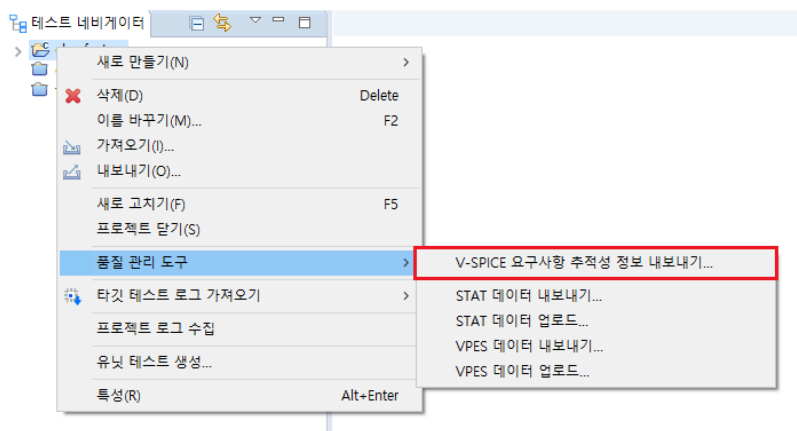 테스트 네비게이터
새로 만들기(N)
삭제(D) Delete
이름 바꾸기(M)... F2
가져오기(I)...
내보내기(O)...
새로 고치기(F) F5
프로젝트 닫기(S)
품질 관리 도구
V-SPICE 요구사항 추적성 정보 내보내기...
타깃 테스트 로그 가져오기
STAT 데이터 내보내기...
STAT 데이터 업로드...
프로젝트 로그 수집
VPES 데이터 내보내기...
유닛 테스트 생성...
VPES 데이터 업로드...
특성(R) Alt+Enter